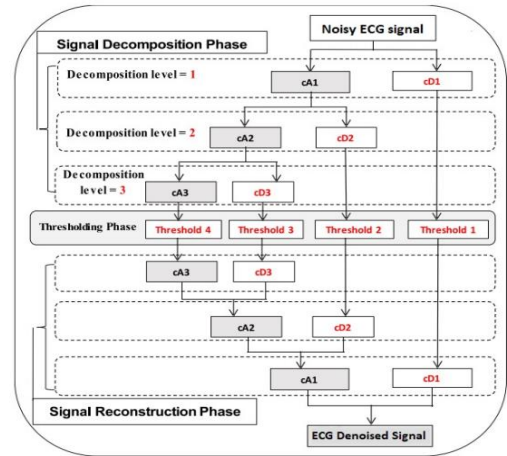 Noisy ECG signal
Signal Decomposition Phase
Decomposition level = 1
cA1 cD1
Decomposition level = 2
cA2 cD2
Decomposition
level = 3
cA3 cD3
Thresholding Phase Threshold 4 Threshold 3 Threshold 2 Threshold 1
cA3 cD3
cA2 cD2
cA1 cD1
Signal Reconstruction Phase
ECG Denoised Signal